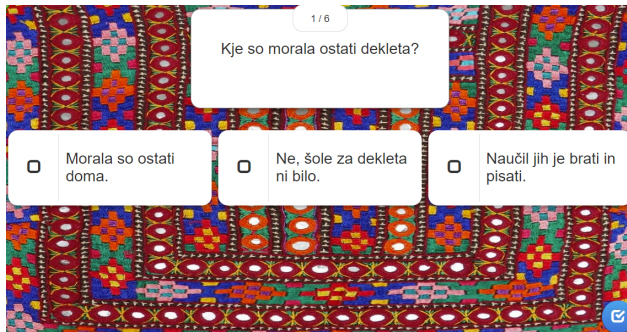 1 / 6
Kje so morala ostati dekleta?
Morala so ostati
doma.
Ne, šole za dekleta
ni bilo.
Naučil jih je brati in
pisati.